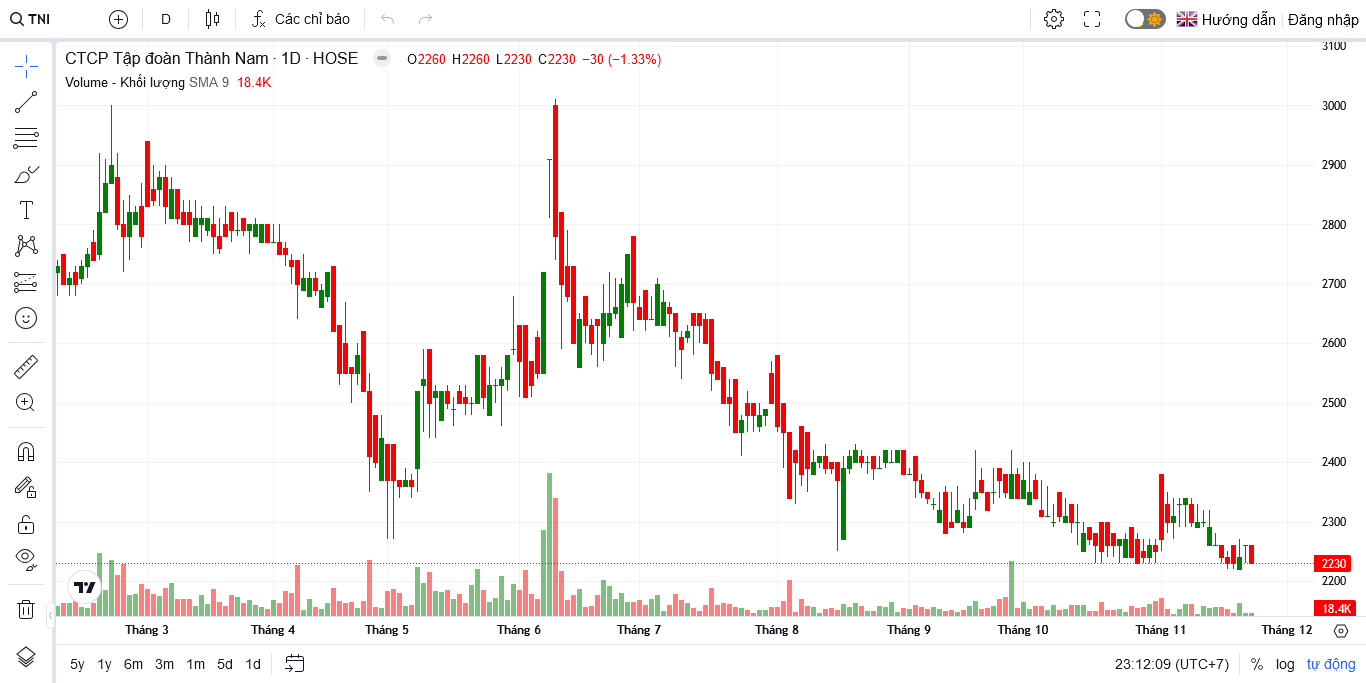 TNI D Các chỉ báo Hướng dẫn Đăng nhập
CTCP Tập đoàn Thành Nam · 1D · HOSE O2260 H2260 L2230 C2230 −30 (−1.33%)
Volume - Khối lượng SMA 9 18.4K
3100
3000
2900
2800
2700
2600
2500
2400
2300
2230
2200
18.4K
Tháng 3 Tháng 4 Tháng 5 Tháng 6 Tháng 7 Tháng 8 Tháng 9 Tháng 10 Tháng 11 Tháng 12
5y 1y 6m 3m 1m 5d 1d 23:12:09 (UTC+7) % log tự động